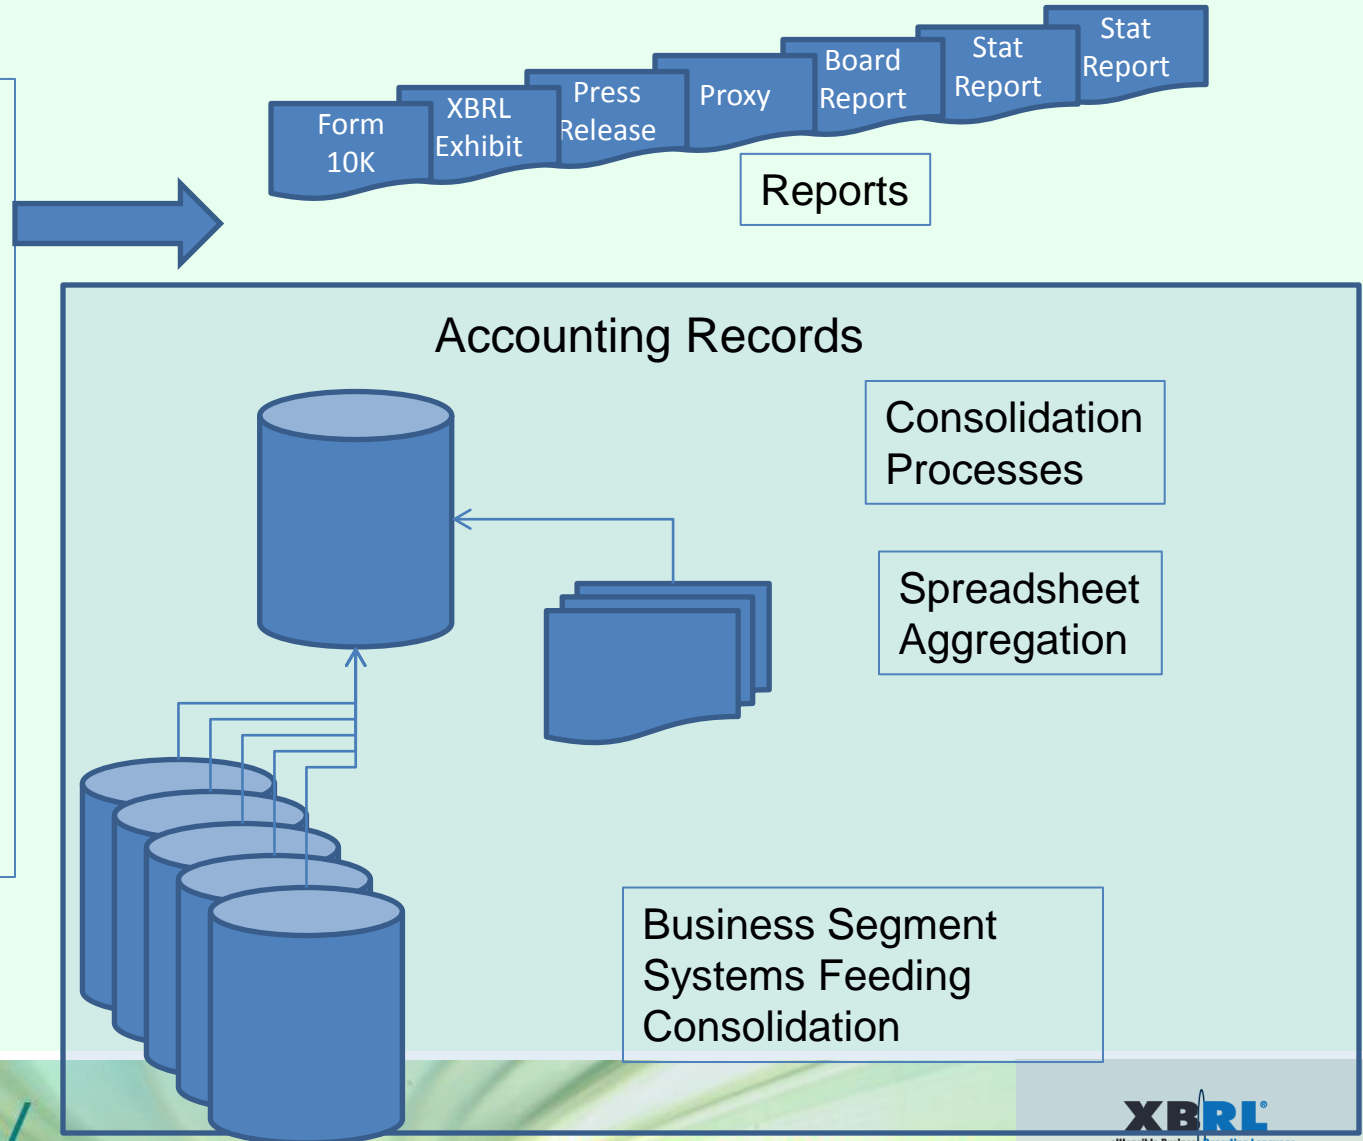 Form
10K
XBRL
Exhibit
Press
Release
Proxy
Board
Report
Stat
Report
Stat
Report
Reports
Accounting Records
Consolidation
Processes
Spreadsheet
Aggregation
Business Segment
Systems Feeding
Consolidation
XBRL®